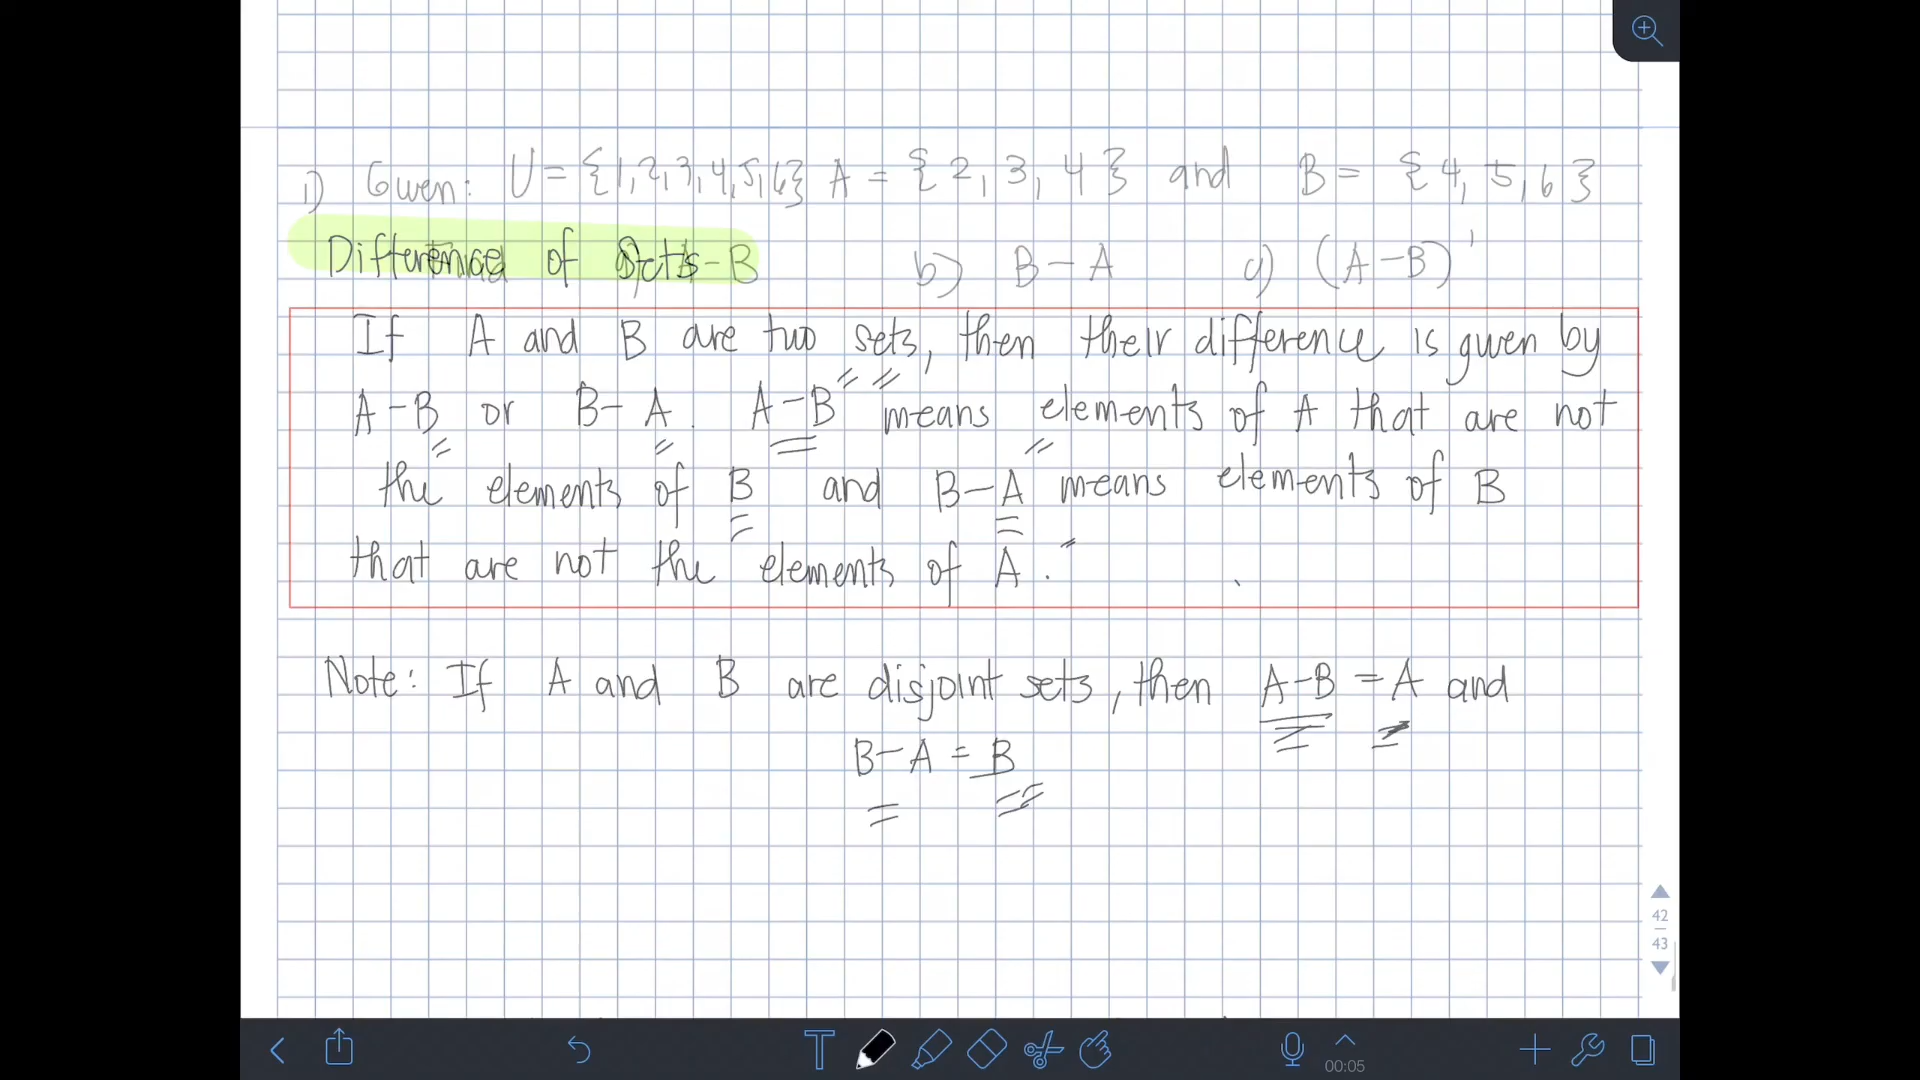 1) Given: U = {1,2,3,4,5,6} A = {2, 3, 4} and B = {4, 5, 6}
Difference of Sets - B b) B - A c) (A - B)'
If A and B are two sets, then their difference is given by
A - B or B - A. A - B means elements of A that are not
the elements of B and B - A means elements of B
that are not the elements of A.
Note: If A and B are disjoint sets, then A - B = A and
B - A = B
42
43
00:05